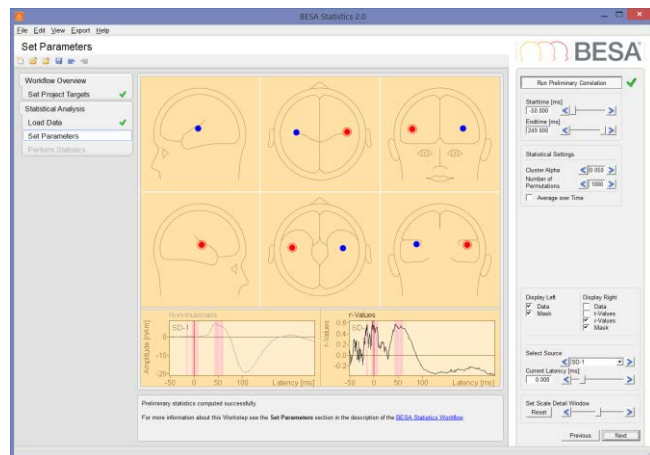 BESA Statistics 2.0
File Edit View Export Help
Set Parameters
BESA
Workflow Overview
Set Project Targets
Statistical Analysis
Load Data
Set Parameters
Perform Statistics
Run Preliminary Correlation
Starttime [ms]
-50.000
Endtime [ms]
Statistical Settings
Cluster Alpha
0.050
Number of
Permutations
1000
Average over Time
Non-musicians
SD-1
Amplitude [nAm]
0
-10
-20
-50 0 50 100
Latency [ms]
r-Values
SD-1
r-Values
0.6
0.4
0.2
0.0
-0.2
-50 0 50 100
Latency [ms]
Display Left
Data
Mask
Display Right
Data
t-Values
r-Values
Mask
Select Source
SD-1
Current Latency [ms]
0.000
Set Scale Detail Window
Reset
Previous Next
Preliminary statistics computed successfully.
For more information about this Workstep see the Set Parameters section in the description of the BESA Statistics Workflow.